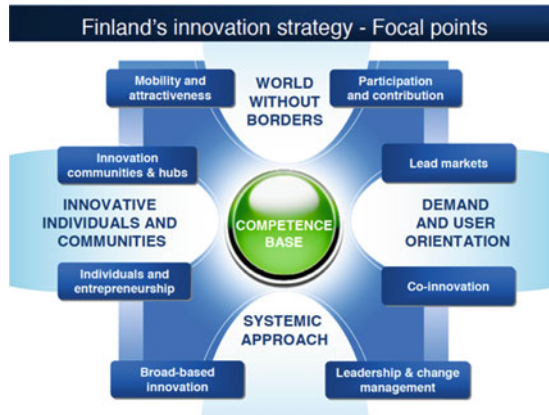 Finland's innovation strategy - Focal points
Mobility and
attractiveness
WORLD
WITHOUT
BORDERS
Participation
and contribution
Innovation
communities & hubs
Lead markets
INNOVATIVE
INDIVIDUALS AND
COMMUNITIES
COMPETENCE
BASE
DEMAND
AND USER
ORIENTATION
Individuals and
entrepreneurship
Co-innovation
SYSTEMIC
APPROACH
Broad-based
innovation
Leadership & change
management